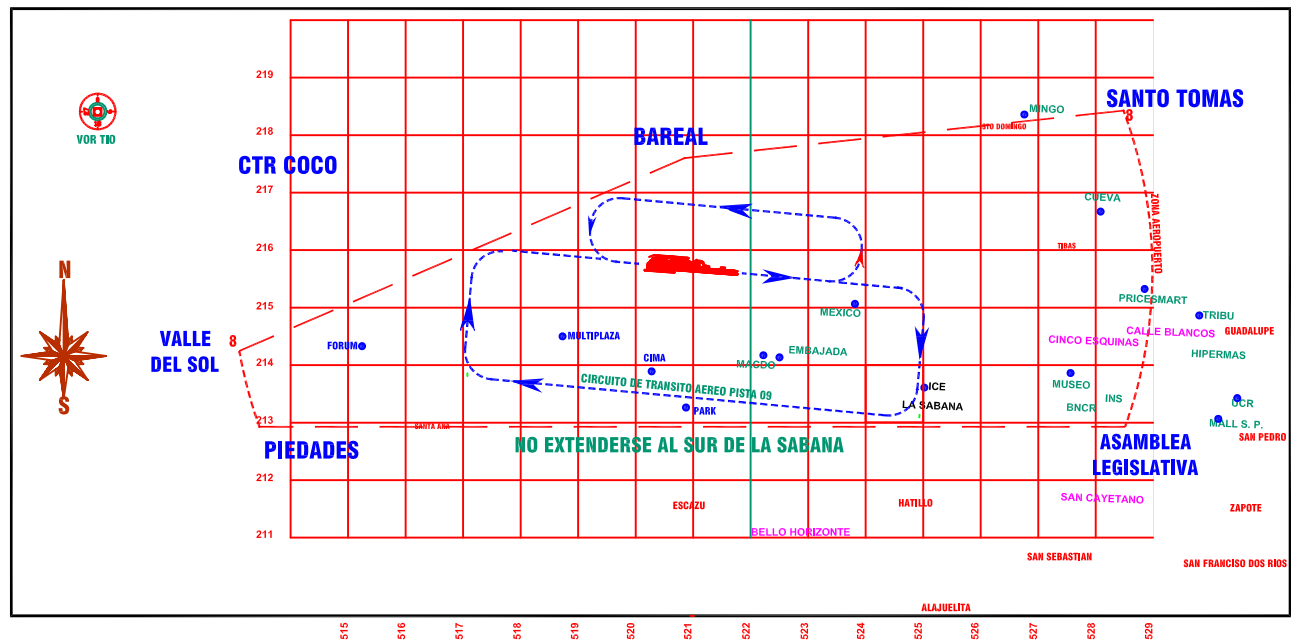 219
MINGO
SANTO TOMAS
8
VOR TIO
218
BAREAL
STO DOMINGO
CTR COCO
217
CUEVA
ZONA AEROPERTO
216
TIBAS
N
215
MEXICO
PRICESMART
TRIBU
VALLE
DEL SOL
8
FORUM
MULTIPLAZA
CINCO ESQUINAS
CALLE BLANCOS
GUADALUPE
214
CIMA
MACDO
EMBAJADA
HIPERMAS
S
CIRCUITO DE TRANSITO AEREO PISTA 09
PARK
ICE
LA SABANA
MUSEO
INS
BNCR
UCR
213
SANTA ANA
MALL S. P.
SAN PEDRO
PIEDADES
NO EXTENDERSE AL SUR DE LA SABANA
ASAMBLEA
LEGISLATIVA
212
ESCAZU
HATILLO
SAN CAYETANO
ZAPOTE
211
BELLO HORIZONTE
SAN SEBASTIAN
SAN FRANCISO DOS RIOS
ALAJUELITA
515
516
517
518
519
520
521
522
523
524
525
526
527
528
529